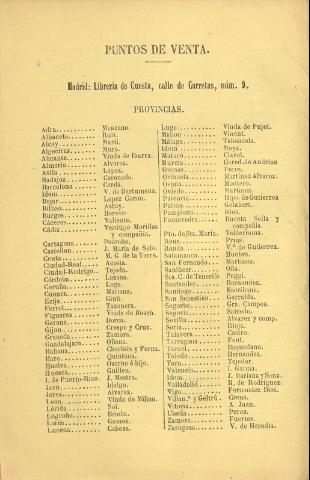 PUNTOS DE VENTA.
Madrid: Librería de Cuesta, calle de Carretas, núm. 9.
PROVINCIAS.
Adra.......... Manzano.
Albacete........ Ruiz.
Alcoy........ Martí.
Algeciras........ Muro.
Alicante........ Viuda de Ibarra.
Almería........ Alvarez.
Avila........ Lopez.
Badajoz........ Coronado.
Barcelona........ Cerdá.
Idem........ V. de Bartumeus.
Bejar........ Lopez Coron.
Bilbao........ Astuy.
Burgos........ Hervias.
Cáceres........ Valiente.
Cádiz........ Verdugo Morillas
y compañía.
Cartagena........ Pedreño.
Castellon........ J. María de Soto.
Ceuta........ M. G. de la Torre.
Ciudad-Real........ Acosta.
Ciudad-Rodrigo.. Tejeda.
Córdoba........ Lozano.
Coruña........ Lago.
Cuenca........ Mariana.
Ecija........ Giuli.
Ferrol........ Taxonera.
Figueras........ Viuda de Bosch.
Gerona........ Dorca.
Gijon........ Crespo y Cruz.
Granada........ Zamora.
Guadalajara........ Oñana.
Habana........ Charlain y Fernz.
Haro........ Quintana.
Huelva........ Osorno é hijo.
Huesca........ Guillen.
I. de Puerto-Rico. J. Mestre.
Jaen........ Idalgo.
Jerez........ Alvarez.
Leon........ Viuda de Miñon.
Lérida........ Sol.
Logroño........ Brieba.
Lorca........ Gomez.
Lucena........ Cabeza.
Lugo........ Viuda de Pujol.
Mahon........ Vinent.
Málaga........ Taboadela.
Idem........ Moya.
Mataró........ Clavel.
Murcia........ Hered. de Andrion
Orense........ Perez.
Orihuela........ Martinez Alvarez.
Osuna........ Montero.
Oviedo........ Martinez.
Palencia........ Hijos de Gutierrez
Palma........ Gelabert.
Pamplona........ Rios.
Pontevedra........ Buceta Solla y
compañía.
Pto. de Sta. María. Valderrama.
Reus........ Prius.
Ronda........ V.ª de Gutierrez.
Salamanca........ Huebra.
San Fernando.... Martinez.
Sanlúcar........ Oña.
Sta. C. de Tenerife Poggi.
Santander........ Hernandez.
Santiago........ Escribano.
San Sebastian.... Garralda.
Segorbe........ Gra. Campos.
Segovia........ Salcedo.
Sevilla........ Alvarez y comp.
Soria........ Rioja.
Talavera........ Castro.
Tarragona........ Font.
Teruel........ Baquedano.
Toledo........ Hernandez.
Toro........ Tejedor.
Valencia........ I. García.
Idem........ J. Mariana y Sanz.
Valladolid........ H. de Rodriguez.
Vigo........ Fernandez Dios.
Villan.ª y Geltrú. Creus.
Vitoria........ A. Juan.
Ubeda........ Perez.
Zamora........ Fuertes.
Zaragoza........ V. de Heredia.